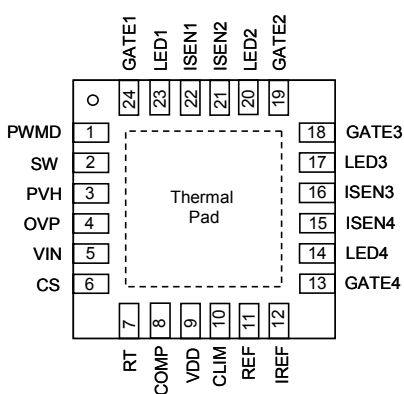 GATE1
LED1
ISEN1
ISEN2
LED2
GATE2
24
23
22
21
20
19
PWMD 1
SW 2
PVH 3
OVP 4
VIN 5
CS 6
Thermal
Pad
18 GATE3
17 LED3
16 ISEN3
15 ISEN4
14 LED4
13 GATE4
7
8
9
10
11
12
RT
COMP
VDD
CLIM
REF
IREF